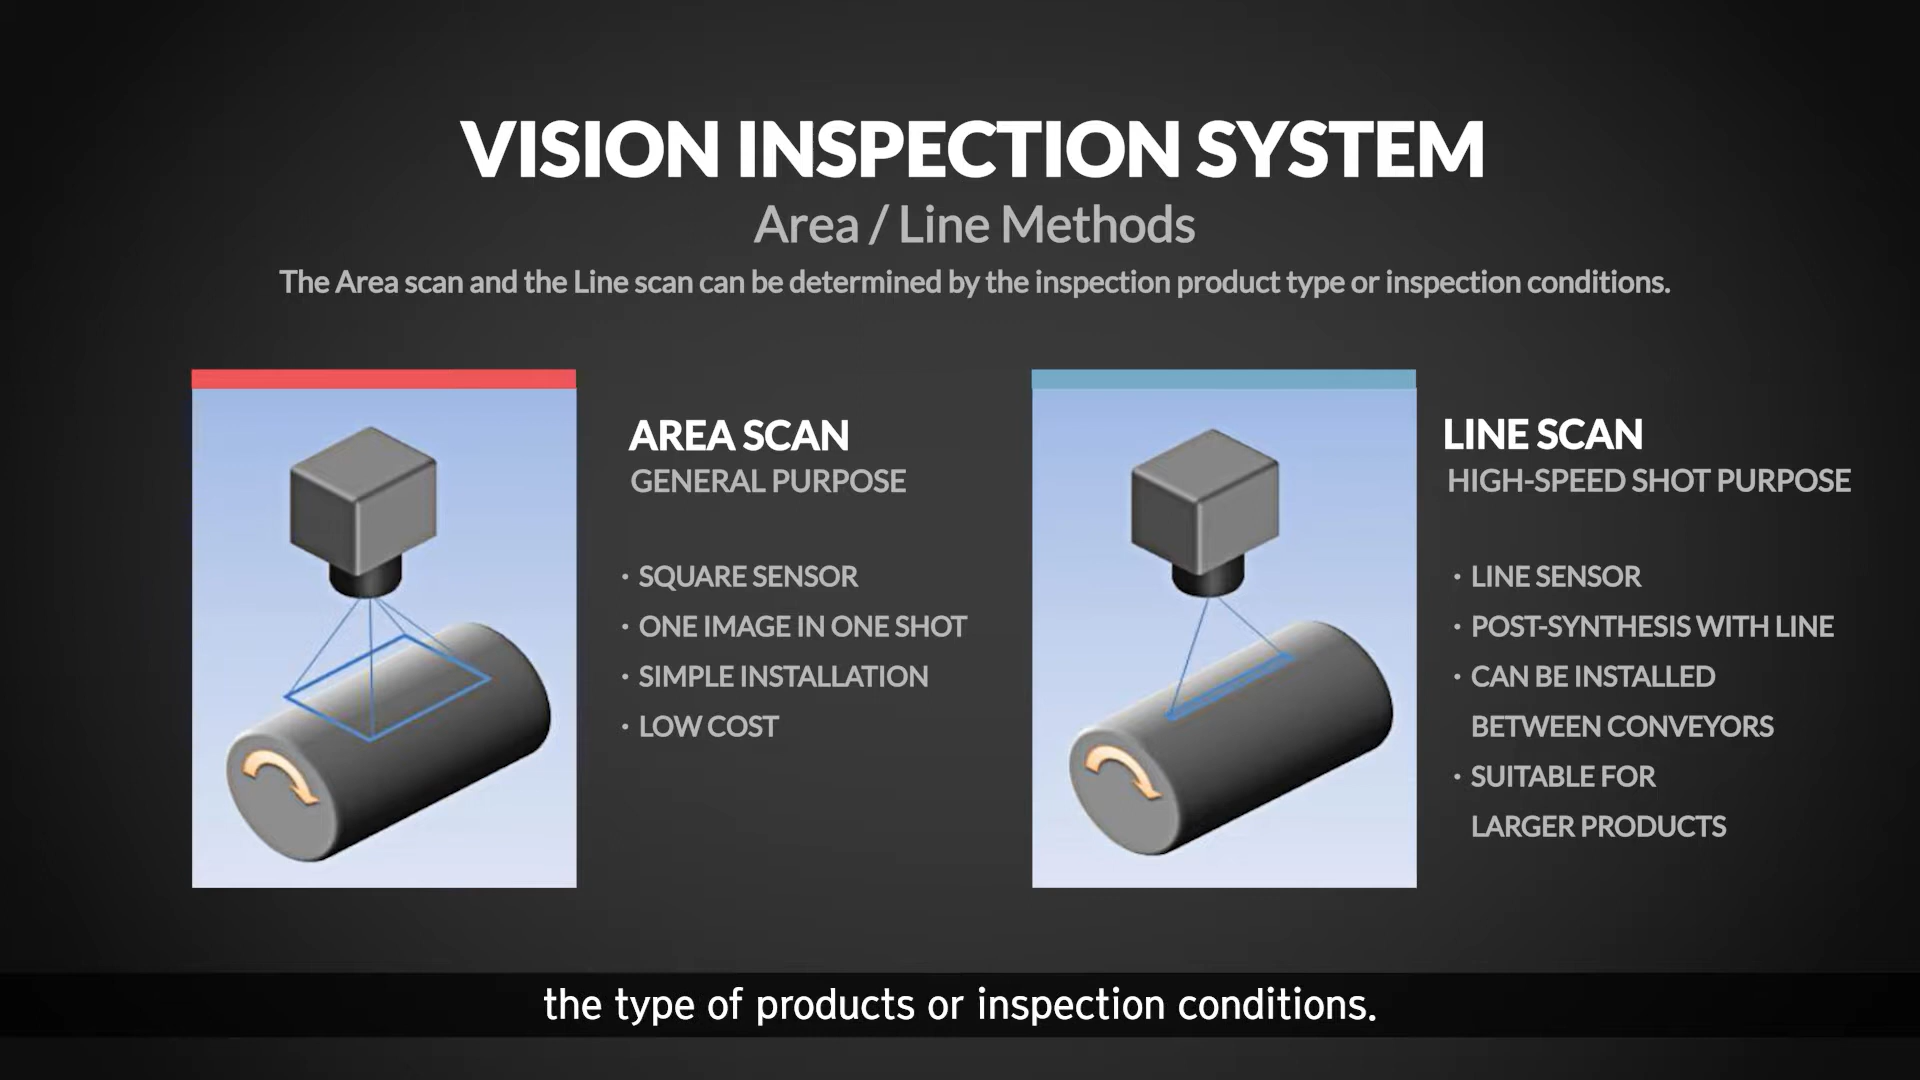 VISION INSPECTION SYSTEM
Area / Line Methods
The Area scan and the Line scan can be determined by the inspection product type or inspection conditions.
AREA SCAN
GENERAL PURPOSE
· SQUARE SENSOR
· ONE IMAGE IN ONE SHOT
· SIMPLE INSTALLATION
· LOW COST
LINE SCAN
HIGH-SPEED SHOT PURPOSE
· LINE SENSOR
· POST-SYNTHESIS WITH LINE
· CAN BE INSTALLED
BETWEEN CONVEYORS
· SUITABLE FOR
LARGER PRODUCTS
the type of products or inspection conditions.